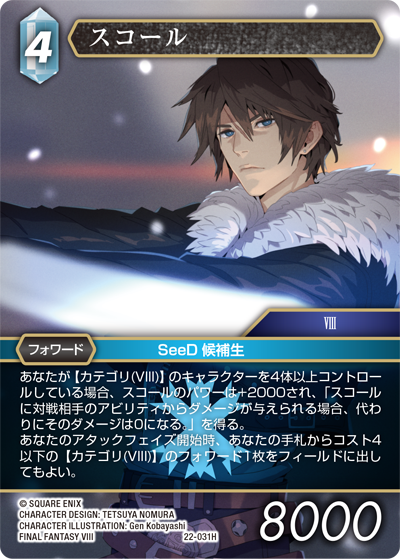 4
スコール
VIII
フォワード
SeeD 候補生
あなたが【カテゴリ(VIII)】のキャラクターを4体以上コントロール
している場合、スコールのパワーは+2000され、「スコール
に対戦相手のアビリティからダメージが与えられる場合、代わ
りにそのダメージは0になる。」を得る。
あなたのアタックフェイズ開始時、あなたの手札からコスト4
以下の【カテゴリ(VIII)】のフォワード1枚をフィールドに出
してもよい。
© SQUARE ENIX
CHARACTER DESIGN: TETSUYA NOMURA
CHARACTER ILLUSTRATION: Gen Kobayashi
FINAL FANTASY VIII
22-031H
8000